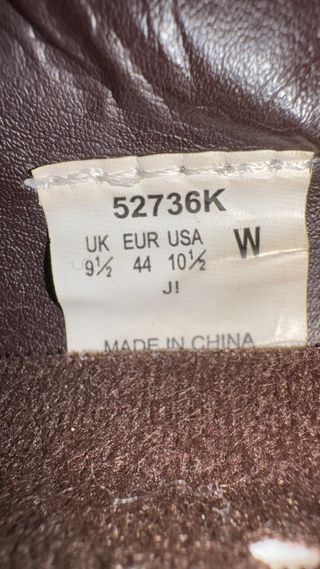 52736K
UK EUR USA W
9½ 44 10½
J!
MADE IN CHINA